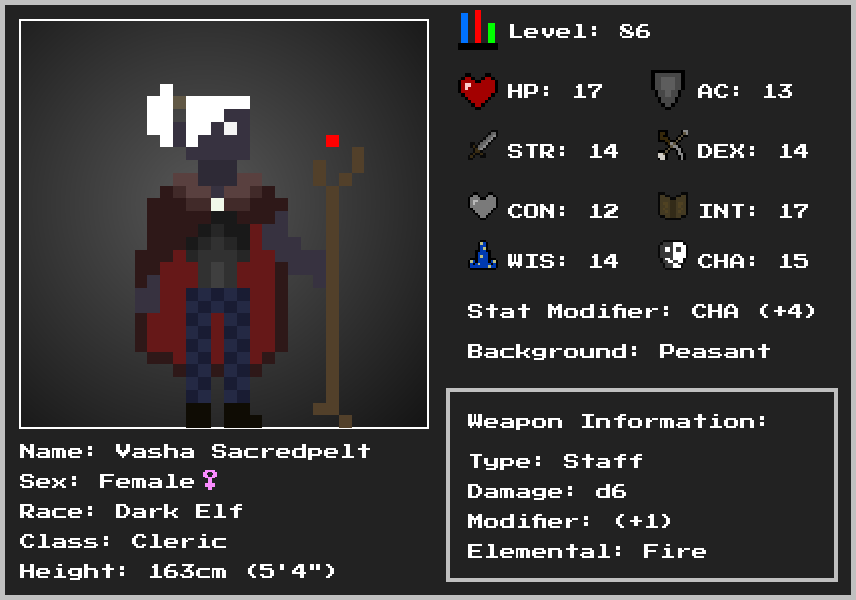 Level: 86
HP: 17 AC: 13
STR: 14 DEX: 14
CON: 12 INT: 17
WIS: 14 CHA: 15
Stat Modifier: CHA (+4)
Background: Peasant
Weapon Information:
Type: Staff
Damage: d6
Modifier: (+1)
Elemental: Fire
Name: Vasha Sacredpelt
Sex: Female♀
Race: Dark Elf
Class: Cleric
Height: 163cm (5'4")